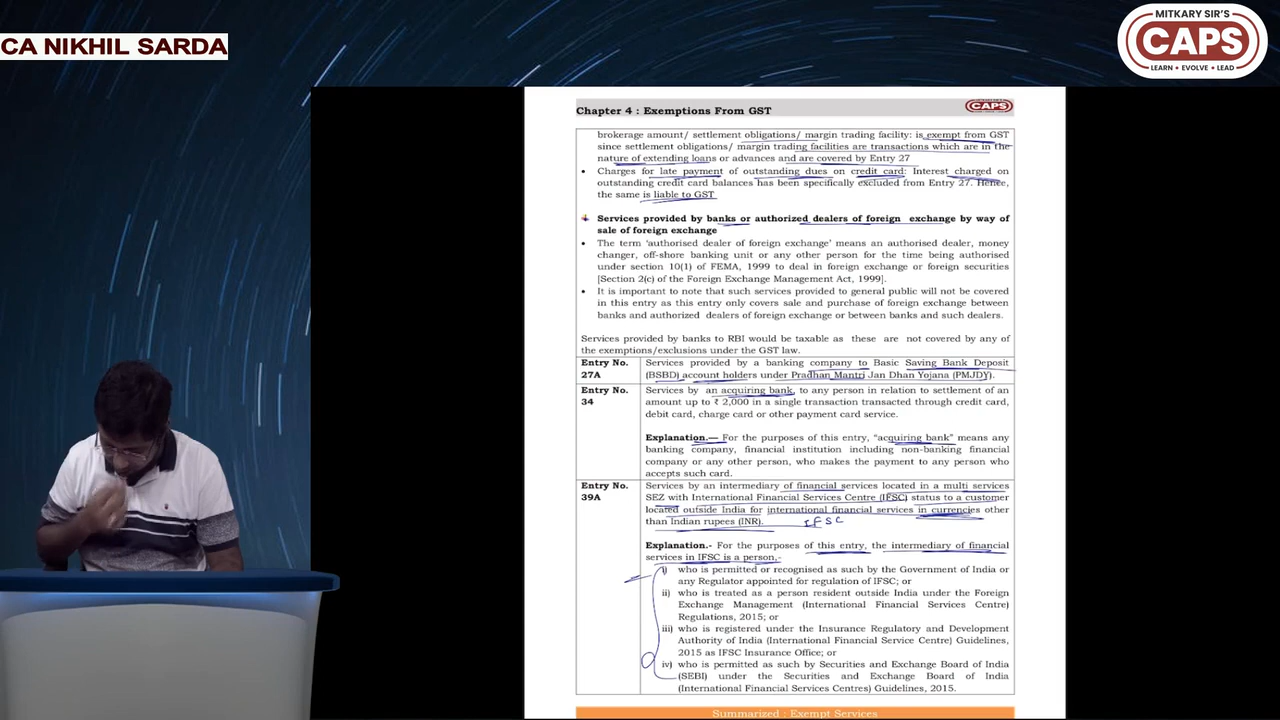 CA NIKHIL SARDA
MITKARY SIR'S
CAPS
LEARN • EVOLVE • LEAD
Chapter 4 : Exemptions From GST
CAPS
brokerage amount/ settlement obligations/ margin trading facility: is exempt from GST
since settlement obligations/ margin trading facilities are transactions which are in the
nature of extending loans or advances and are covered by Entry 27
• Charges for late payment of outstanding dues on credit card: Interest charged on
outstanding credit card balances has been specifically excluded from Entry 27. Hence,
the same is liable to GST
Services provided by banks or authorized dealers of foreign exchange by way of
sale of foreign exchange
• The term 'authorised dealer of foreign exchange' means an authorised dealer, money
changer, off-shore banking unit or any other person for the time being authorised
under section 10(1) of FEMA, 1999 to deal in foreign exchange or foreign securities
[Section 2(c) of the Foreign Exchange Management Act, 1999].
• It is important to note that such services provided to general public will not be covered
in this entry as this entry only covers sale and purchase of foreign exchange between
banks and authorized dealers of foreign exchange or between banks and such dealers.
Services provided by banks to RBI would be taxable as these are not covered by any of
the exemptions/exclusions under the GST law.
Entry No. Services provided by a banking company to Basic Saving Bank Deposit
27A (BSBD) account holders under Pradhan Mantri Jan Dhan Yojana (PMJDY).
Entry No. Services by an acquiring bank, to any person in relation to settlement of an
34 amount up to ₹ 2,000 in a single transaction transacted through credit card,
debit card, charge card or other payment card service.
Explanation.— For the purposes of this entry, "acquiring bank" means any
banking company, financial institution including non-banking financial
company or any other person, who makes the payment to any person who
accepts such card.
Entry No. Services by an intermediary of financial services located in a multi services
39A SEZ with International Financial Services Centre (IFSC) status to a customer
located outside India for international financial services in currencies other
than Indian rupees (INR). IFSC
Explanation.- For the purposes of this entry, the intermediary of financial
services in IFSC is a person,-
i) who is permitted or recognised as such by the Government of India or
any Regulator appointed for regulation of IFSC; or
ii) who is treated as a person resident outside India under the Foreign
Exchange Management (International Financial Services Centre)
Regulations, 2015; or
iii) who is registered under the Insurance Regulatory and Development
Authority of India (International Financial Service Centre) Guidelines,
2015 as IFSC Insurance Office; or
iv) who is permitted as such by Securities and Exchange Board of India
(SEBI) under the Securities and Exchange Board of India
(International Financial Services Centres) Guidelines, 2015.
Summarized : Exempt Services